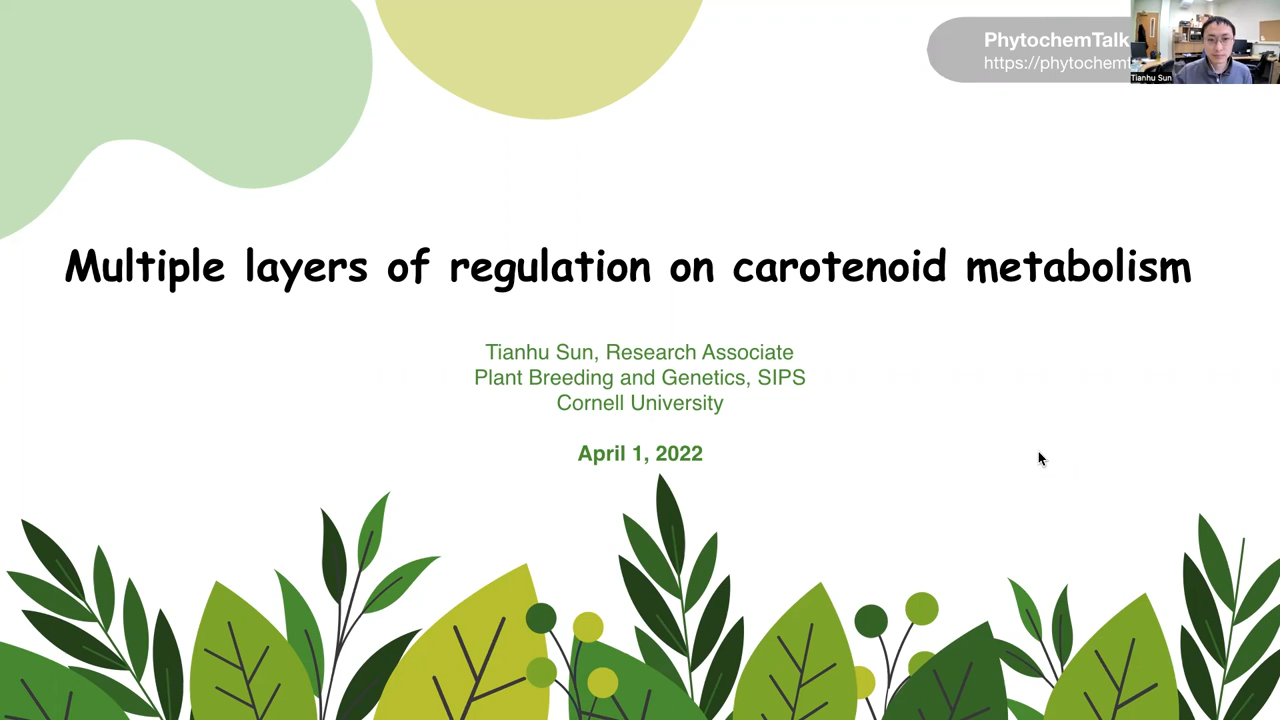 PhytochemTalk
https://phytochemt
Tianhu Sun
Multiple layers of regulation on carotenoid metabolism
Tianhu Sun, Research Associate
Plant Breeding and Genetics, SIPS
Cornell University
April 1, 2022